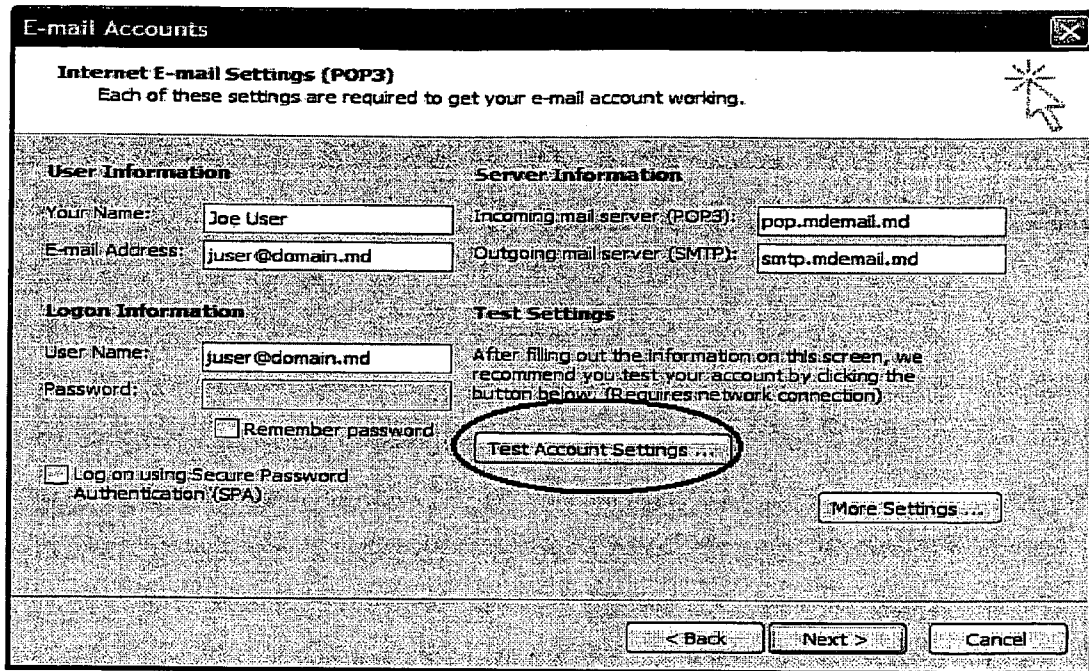 E-mail Accounts
Internet E-mail Settings (POP3)
Each of these settings are required to get your e-mail account working.
User Information
Your Name: Joe User
E-mail Address: juser@domain.md
Server Information
Incoming mail server (POP3): pop.mdemail.md
Outgoing mail server (SMTP): smtp.mdemail.md
Logon Information
User Name: juser@domain.md
Password:
Remember password
Log on using Secure Password
Authentication (SPA)
Test Settings
After filling out the information on this screen, we
recommend you test your account by clicking the
button below. (Requires network connection)
Test Account Settings ...
More Settings ...
< Back
Next >
Cancel